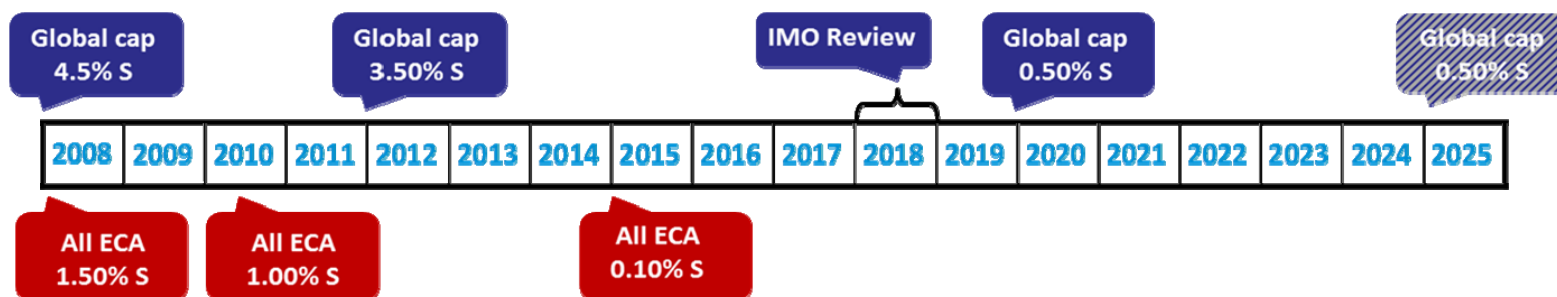 Global cap
4.5% S
Global cap
3.50% S
IMO Review
Global cap
0.50% S
Global cap
0.50% S
2008 2009 2010 2011 2012 2013 2014 2015 2016 2017 2018 2019 2020 2021 2022 2023 2024 2025
All ECA
1.50% S
All ECA
1.00% S
All ECA
0.10% S